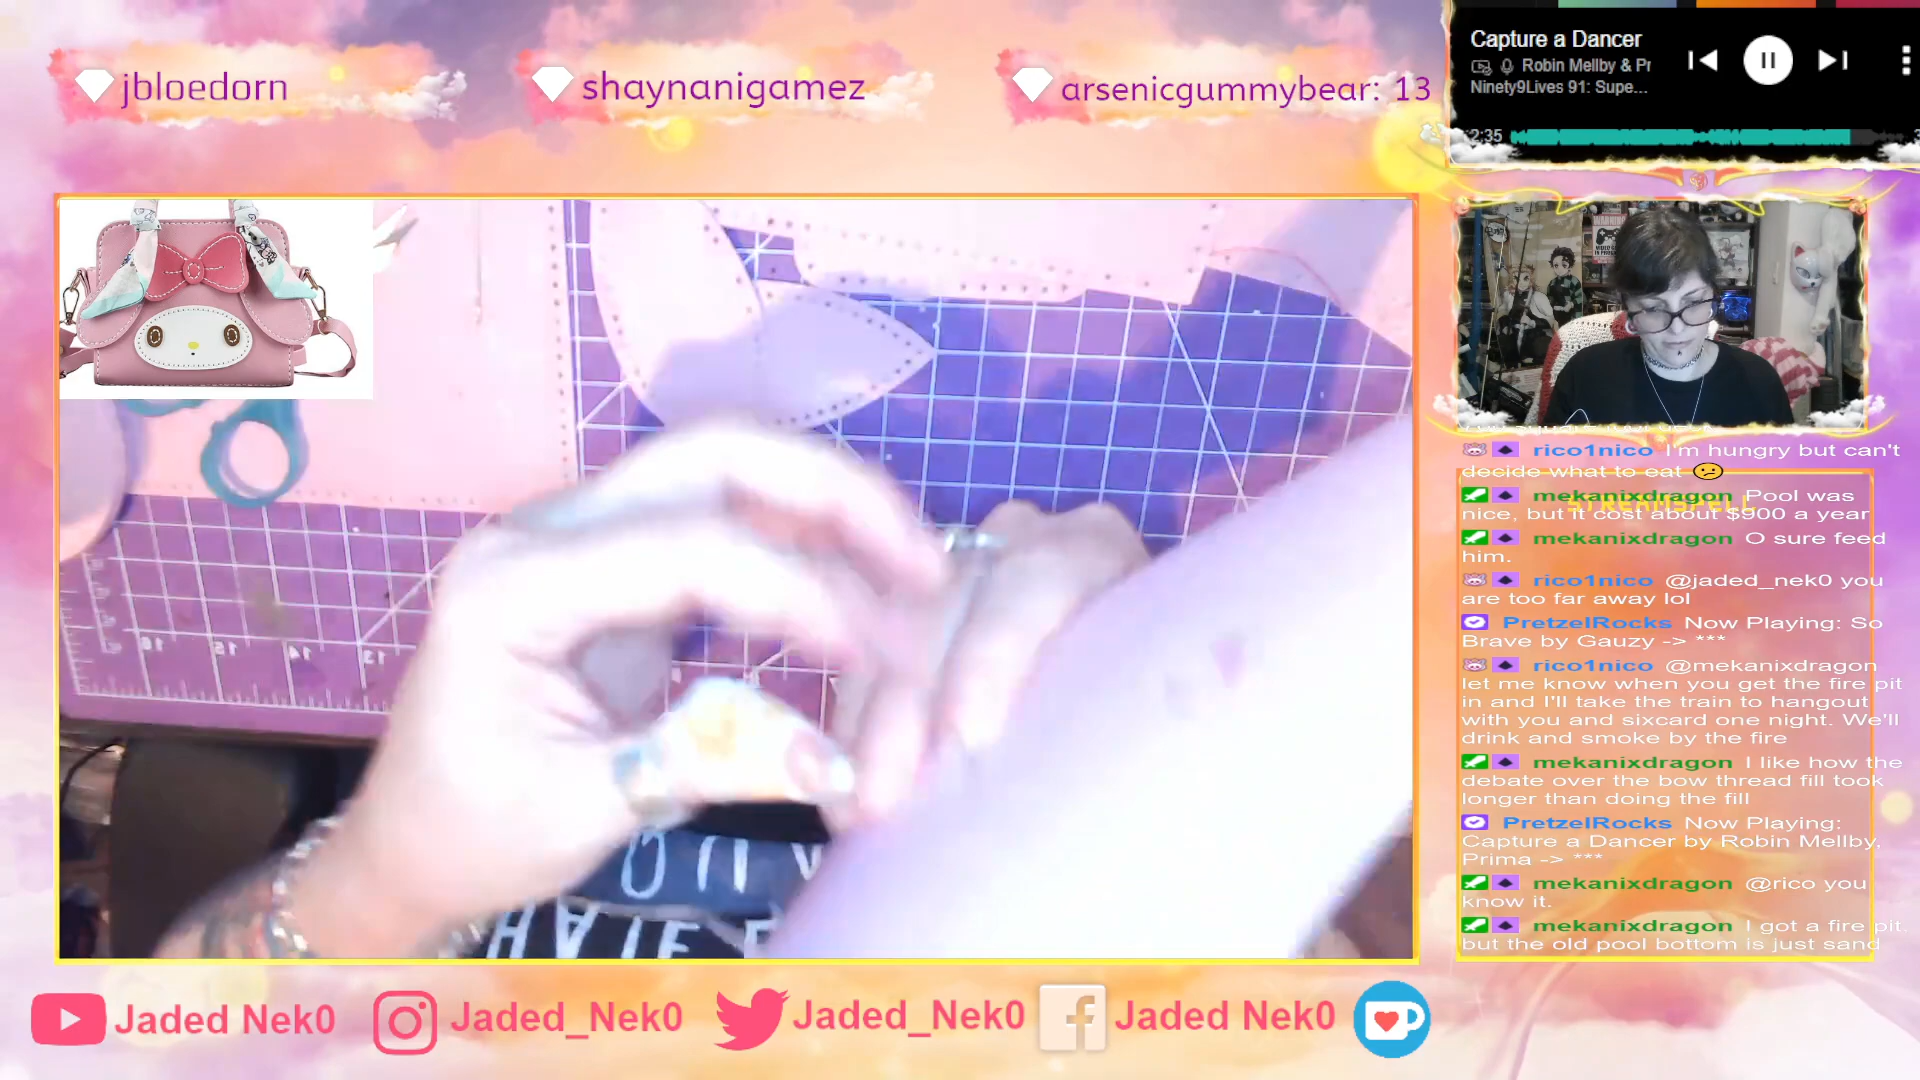 jbloedorn
shaynanigamez
arsenicgummybear: 13
Capture a Dancer
Robin Mellby & Pr
Ninety9Lives 91: Supe...
2:35
rico1nico I'm hungry but can't
decide what to eat
STREAMSPELL
mekanixdragon Pool was
nice, but it cost about $900 a year
mekanixdragon O sure feed
him.
rico1nico @jaded_nek0 you
are too far away lol
PretzelRocks Now Playing: So
Brave by Gauzy -> ***
rico1nico @mekanixdragon
let me know when you get the fire pit
in and I'll take the train to hangout
with you and sixcard one night. We'll
drink and smoke by the fire
mekanixdragon I like how the
debate over the bow thread fill took
longer than doing the fill
PretzelRocks Now Playing:
Capture a Dancer by Robin Mellby,
Prima -> ***
mekanixdragon @rico you
know it.
mekanixdragon I got a fire pit.
but the old pool bottom is just sand
16 15 14 13
Jaded Nek0
Jaded_Nek0
Jaded_Nek0
Jaded Nek0